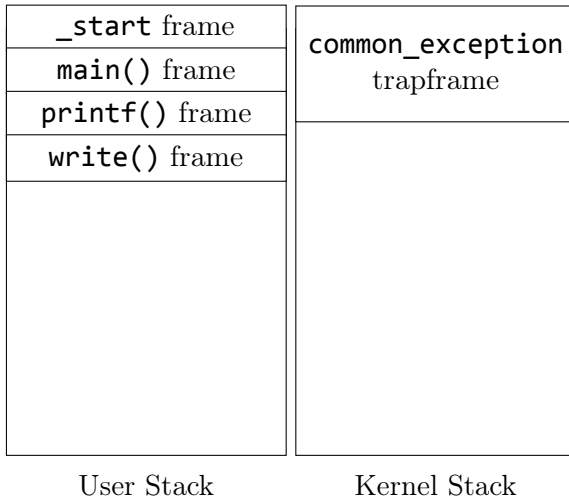 _start frame
main() frame
printf() frame
write() frame
common_exception
trapframe
User Stack
Kernel Stack